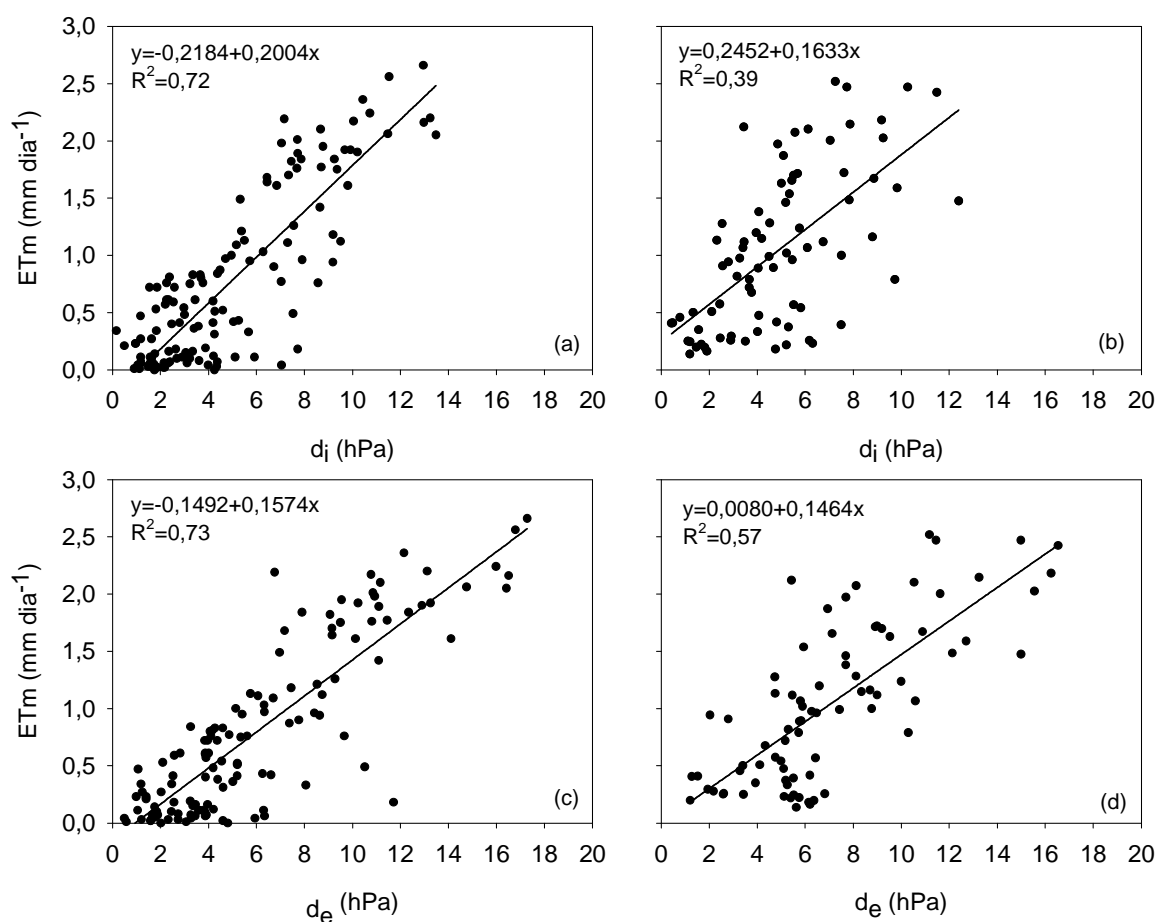 y=-0,2184+0,2004x
R²=0,72
ETm (mm dia⁻¹)
3,0
2,5
2,0
1,5
1,0
0,5
0,0
(a)
0 2 4 6 8 10 12 14 16 18 20
dᵢ (hPa)
y=0,2452+0,1633x
R²=0,39
(b)
0 2 4 6 8 10 12 14 16 18 20
dᵢ (hPa)
y=-0,1492+0,1574x
R²=0,73
ETm (mm dia⁻¹)
3,0
2,5
2,0
1,5
1,0
0,5
0,0
(c)
0 2 4 6 8 10 12 14 16 18 20
dₑ (hPa)
y=0,0080+0,1464x
R²=0,57
(d)
0 2 4 6 8 10 12 14 16 18 20
dₑ (hPa)